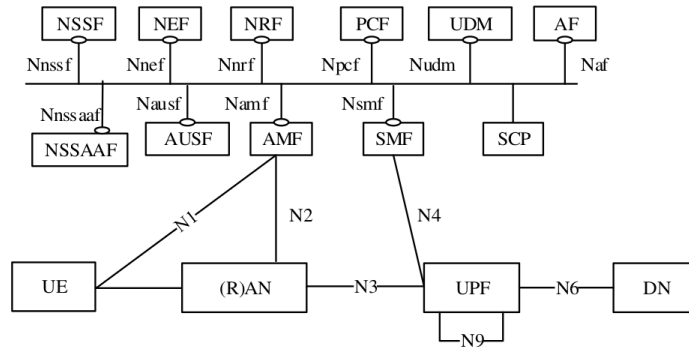 NSSF NEF NRF PCF UDM AF
Nnssf Nnef Nnrf Npcf Nudm Naf
Nnssaaf Nausf Namf Nsmf
NSSAAF AUSF AMF SMF SCP
N1 N2 N4
UE (R)AN N3 UPF N6 DN
N9